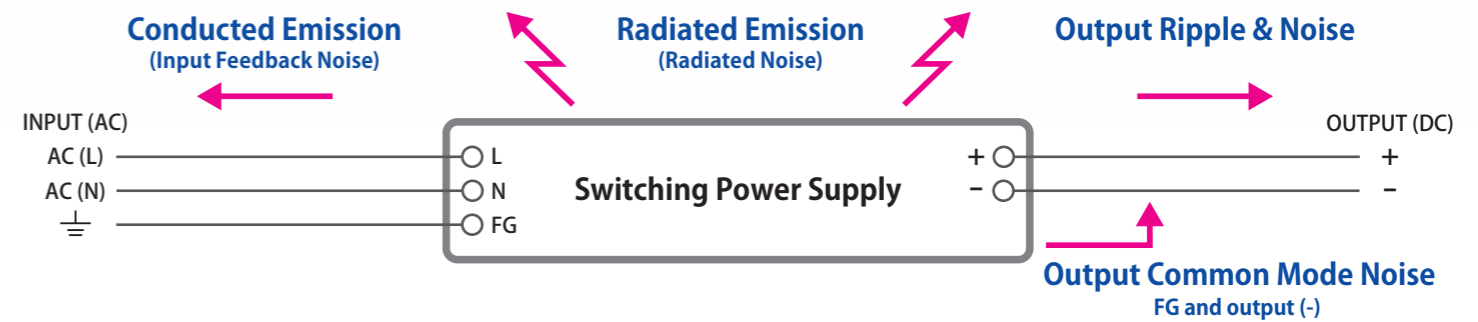 Conducted Emission
(Input Feedback Noise)
Radiated Emission
(Radiated Noise)
Output Ripple & Noise
INPUT (AC)
OUTPUT (DC)
AC (L)
L
+
+
AC (N)
N
Switching Power Supply
-
-
FG
Output Common Mode Noise
FG and output (-)